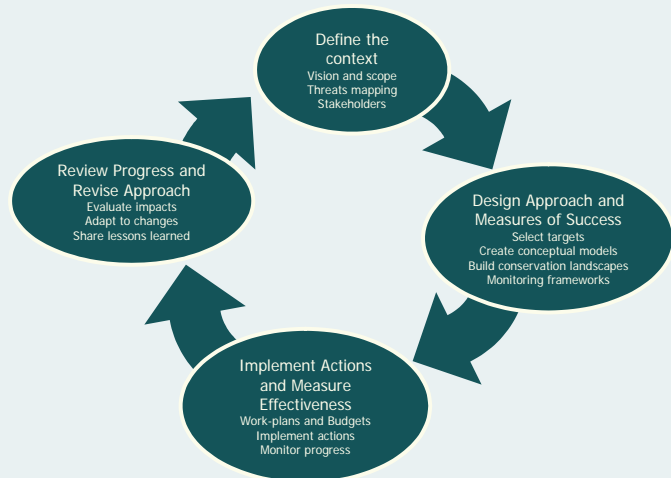 Define the
context
Vision and scope
Threats mapping
Stakeholders
Design Approach and
Measures of Success
Select targets
Create conceptual models
Build conservation landscapes
Monitoring frameworks
Implement Actions
and Measure
Effectiveness
Work-plans and Budgets
Implement actions
Monitor progress
Review Progress and
Revise Approach
Evaluate impacts
Adapt to changes
Share lessons learned